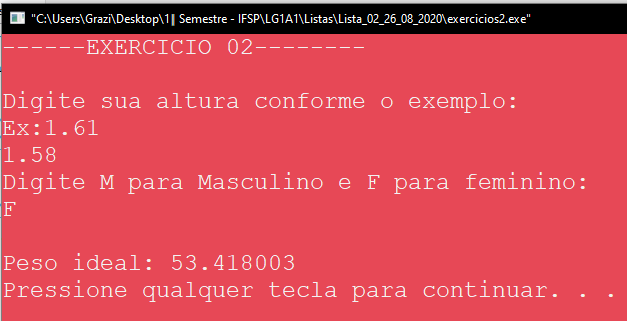 "C:\Users\Grazi\Desktop\1‖ Semestre - IFSP\LG1A1\Listas\Lista_02_26_08_2020\exercicios2.exe"
------EXERCICIO 02--------
Digite sua altura conforme o exemplo:
Ex:1.61
1.58
Digite M para Masculino e F para feminino:
F
Peso ideal: 53.418003
Pressione qualquer tecla para continuar. . .